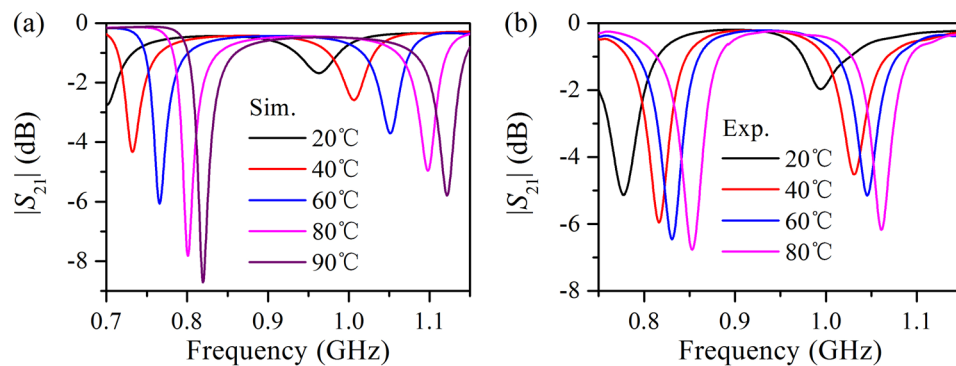 (a)
0
-2
-4
-6
-8
|S21| (dB)
Sim.
20℃
40℃
60℃
80℃
90℃
0.7 0.8 0.9 1.0 1.1
Frequency (GHz)
(b)
0
-2
-4
-6
-8
|S21| (dB)
Exp.
20℃
40℃
60℃
80℃
0.8 0.9 1.0 1.1
Frequency (GHz)